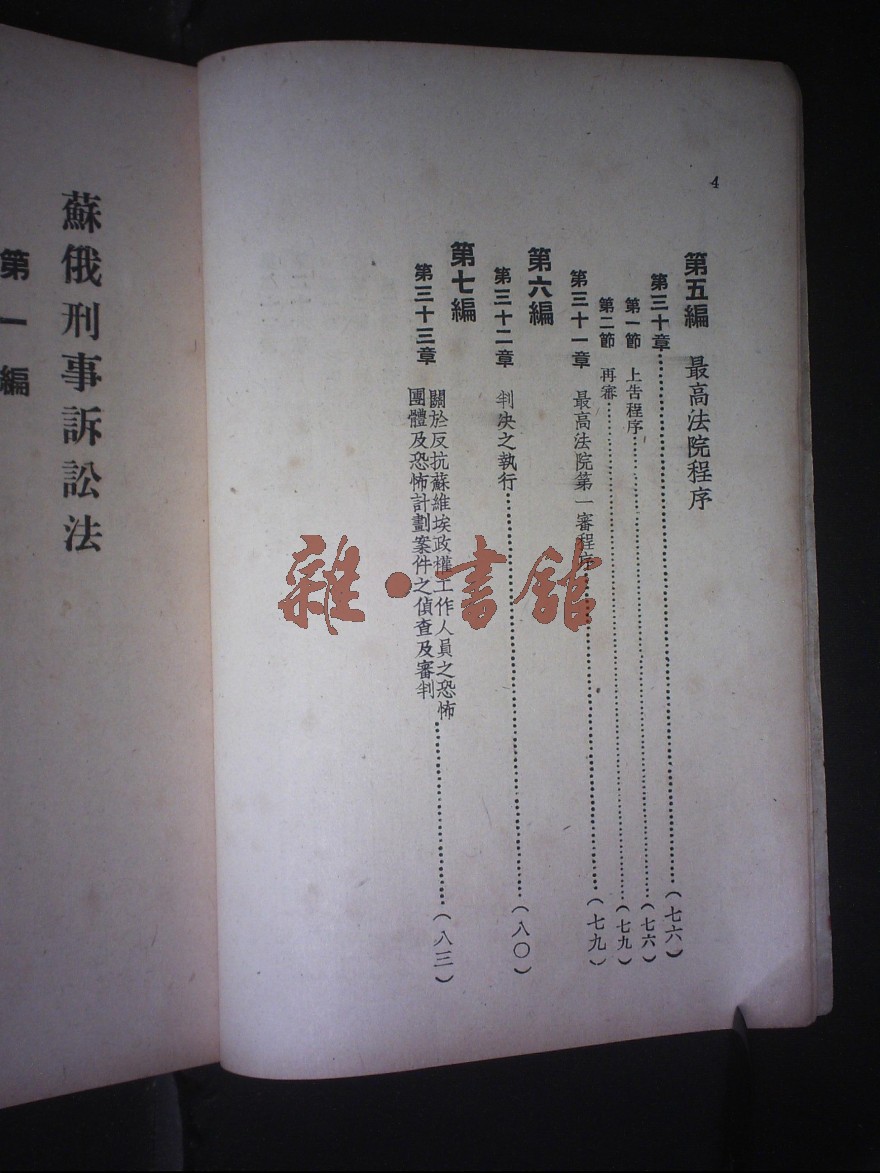 4
第五編 最高法院程序
第三十章……(七六)
第一節 上告程序……(七六)
第二節 再審……(七九)
第三十一章 最高法院第一審程序……(七九)
第六編
第三十二章 判決之執行……(八〇)
第七編
第三十三章 關於反抗蘇維埃政權工作人員之恐怖
團體及恐怖計劃案件之偵查及審判……(八三)
蘇俄刑事訴訟法
第一編
雜·書館